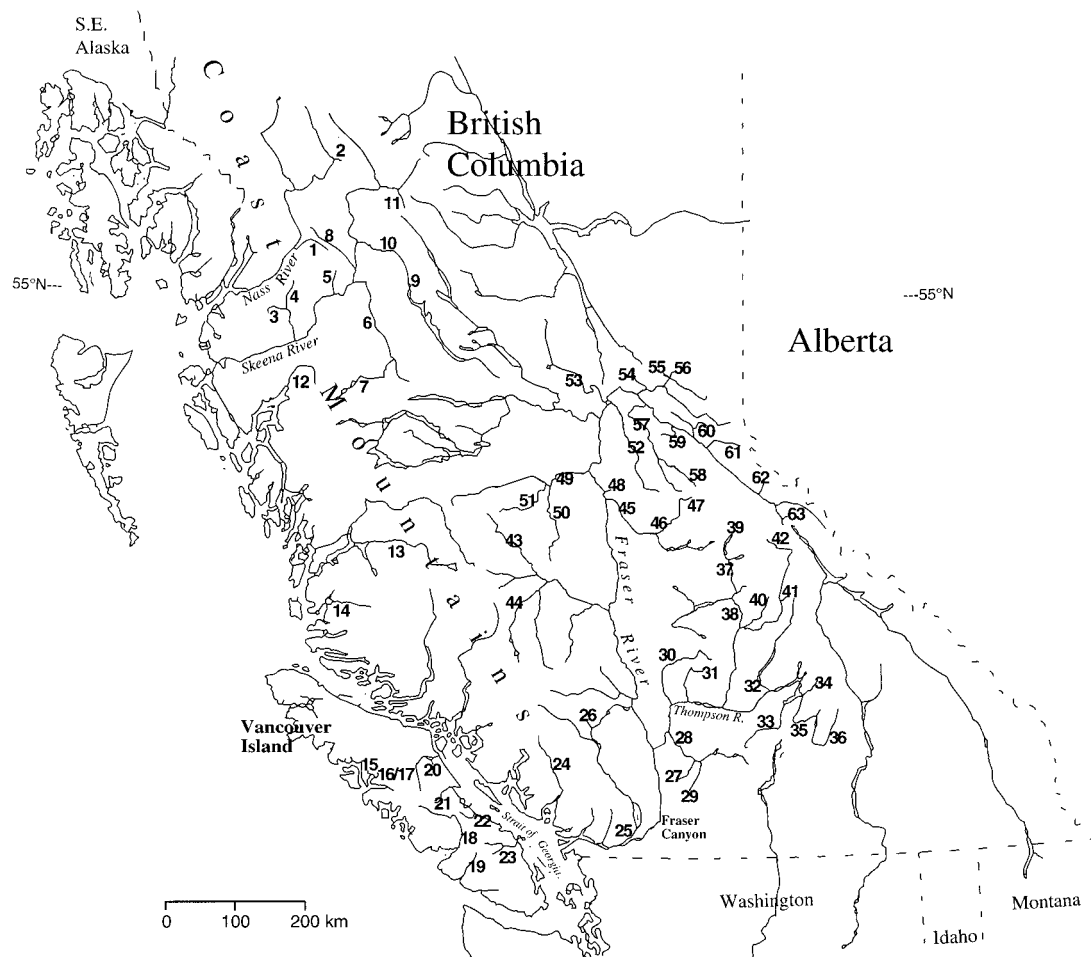 S.E.
Alaska
Coast Mountains
British
Columbia
2
11
8
1
10
Nass River
55°N---
5
9
---55°N
4
3
6
Alberta
Skeena River
12
7
53
54
55
56
57
60
59
52
61
58
62
49
48
51
45
47
63
50
46
39
43
42
13
Fraser River
37
41
44
40
14
38
30
31
32
34
Vancouver
Island
26
Thompson R.
33
35
36
28
15
16/17
20
24
27
29
21
22
Strait of Georgia.
Fraser
Canyon
25
18
23
19
Washington
Montana
Idaho
0 100 200 km